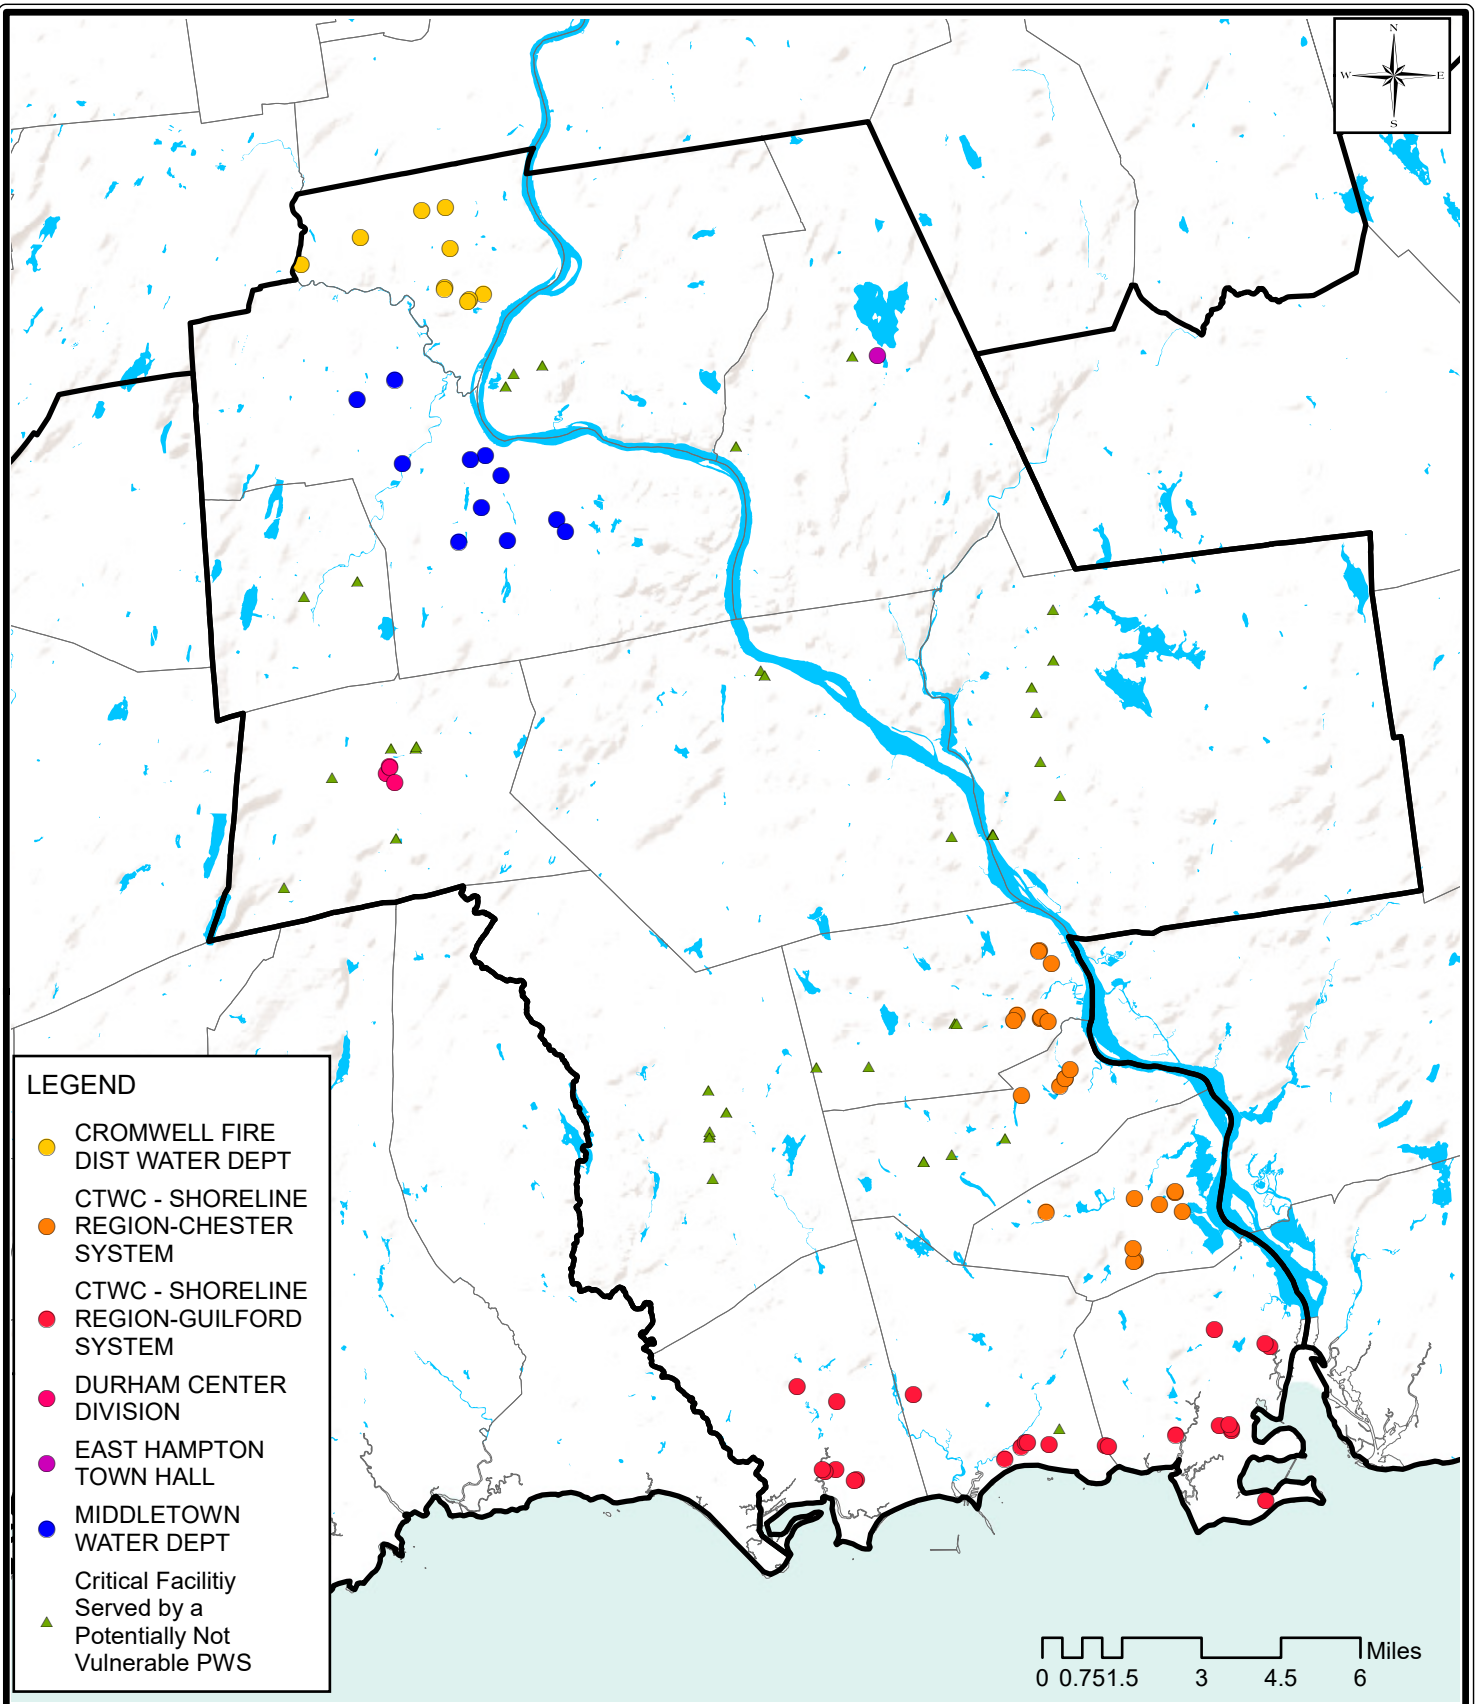 N
W E
S
LEGEND
CROMWELL FIRE
DIST WATER DEPT
CTWC - SHORELINE
REGION-CHESTER
SYSTEM
CTWC - SHORELINE
REGION-GUILFORD
SYSTEM
DURHAM CENTER
DIVISION
EAST HAMPTON
TOWN HALL
MIDDLETOWN
WATER DEPT
Critical Facilitiy
Served by a
Potentially Not
Vulnerable PWS
Miles
0 0.75 1.5 3 4.5 6